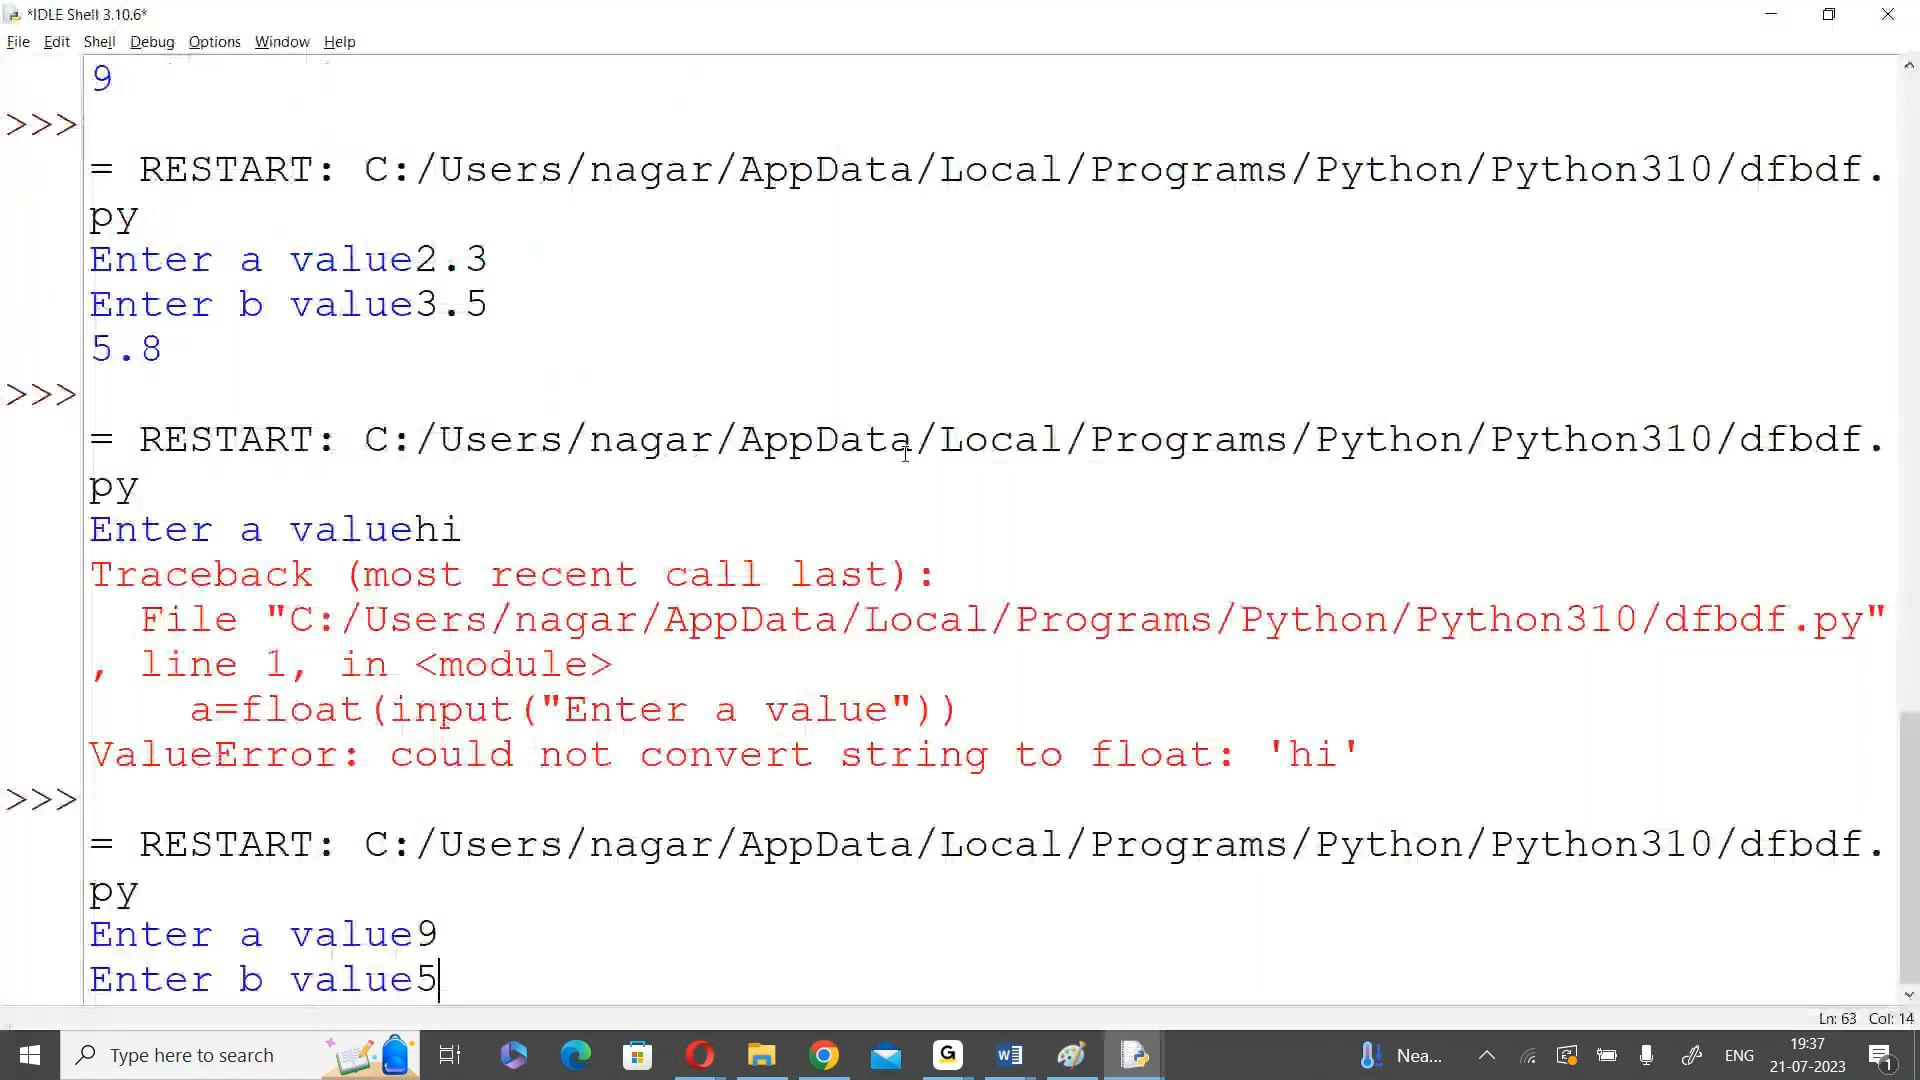 *IDLE Shell 3.10.6*
File Edit Shell Debug Options Window Help
9
>>>
= RESTART: C:/Users/nagar/AppData/Local/Programs/Python/Python310/dfbdf.
py
Enter a value2.3
Enter b value3.5
5.8
>>>
= RESTART: C:/Users/nagar/AppData/Local/Programs/Python/Python310/dfbdf.
py
Enter a valuehi
Traceback (most recent call last):
File "C:/Users/nagar/AppData/Local/Programs/Python/Python310/dfbdf.py"
, line 1, in <module>
a=float(input("Enter a value"))
ValueError: could not convert string to float: 'hi'
>>>
= RESTART: C:/Users/nagar/AppData/Local/Programs/Python/Python310/dfbdf.
py
Enter a value9
Enter b value5
Ln: 63 Col: 14
Type here to search
G
W
Nea...
ENG
19:37
21-07-2023
1